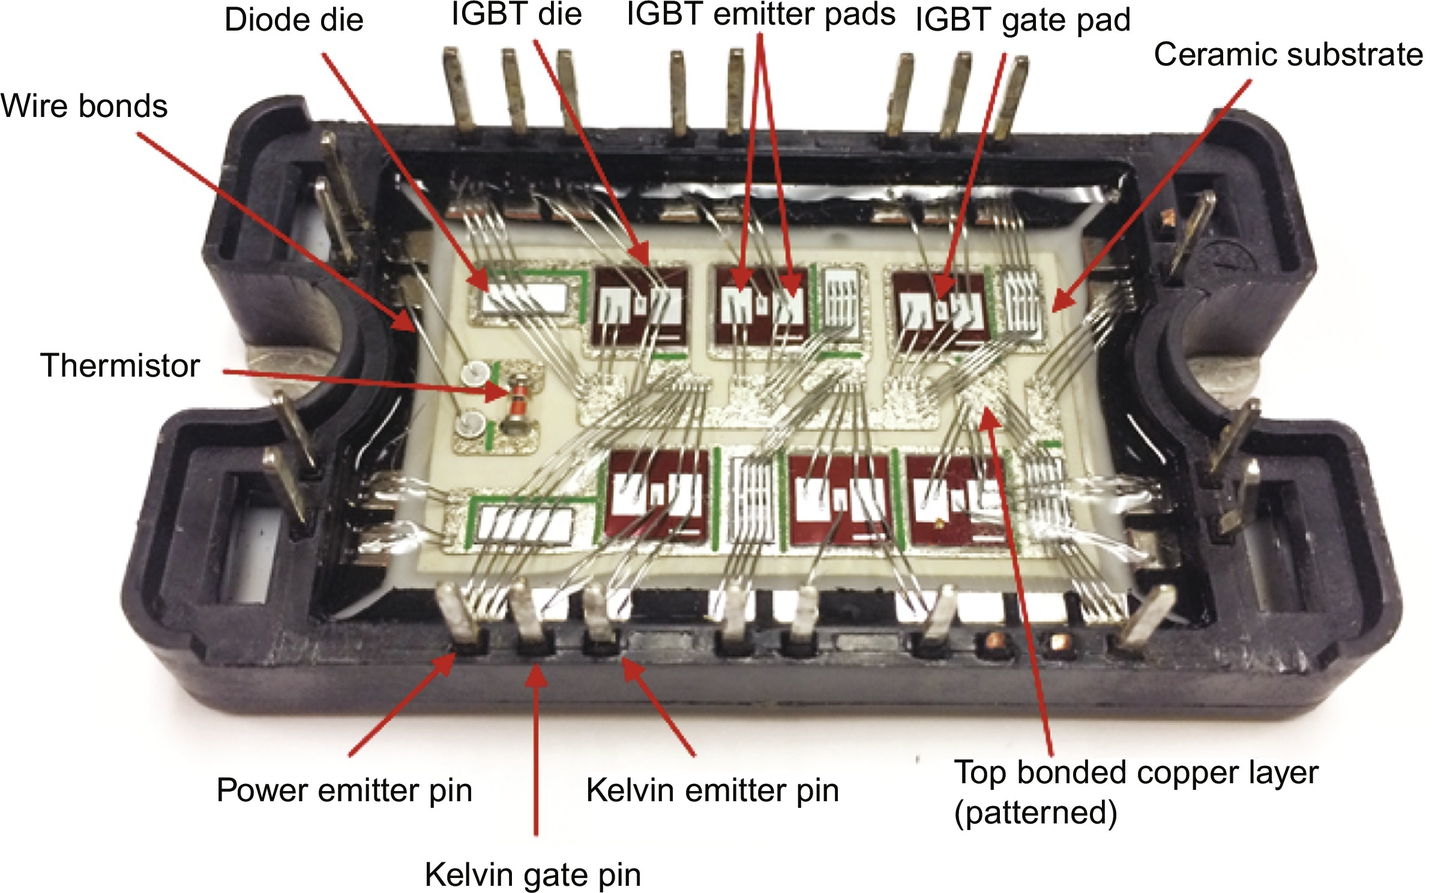 Diode die
IGBT die
IGBT emitter pads
IGBT gate pad
Ceramic substrate
Wire bonds
Thermistor
Power emitter pin
Kelvin emitter pin
Top bonded copper layer
(patterned)
Kelvin gate pin